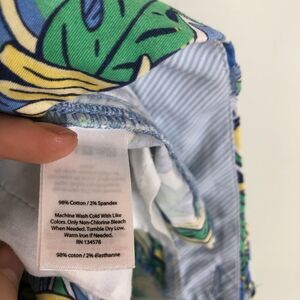 98% Cotton / 2% Spandex
Machine Wash Cold With Like
Colors. Only Non-Chlorine Bleach
When Needed. Tumble Dry Low.
Warm Iron If Needed.
RN 134576
98% coton / 2% élasthanne